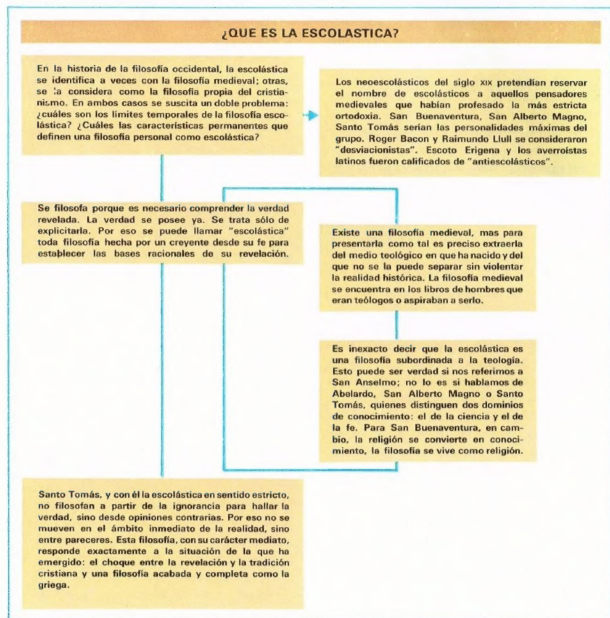 ¿QUE ES LA ESCOLASTICA?
En la historia de la filosofía occidental, la escolástica
se identifica a veces con la filosofía medieval; otras,
se la considera como la filosofía propia del cristia-
nismo. En ambos casos se suscita un doble problema:
¿cuáles son los límites temporales de la filosofía esco-
lástica? ¿Cuáles las características permanentes que
definen una filosofía personal como escolástica?
Los neoescolásticos del siglo XIX pretendían reservar
el nombre de escolásticos a aquellos pensadores
medievales que habían profesado la más estricta
ortodoxia. San Buenaventura, San Alberto Magno,
Santo Tomás serían las personalidades máximas del
grupo. Roger Bacon y Raimundo Llull se consideraron
"desviacionistas". Escoto Erigena y los averroístas
latinos fueron calificados de "antiescolásticos".
Se filosofa porque es necesario comprender la verdad
revelada. La verdad se posee ya. Se trata sólo de
explicitarla. Por eso se puede llamar "escolástica"
toda filosofía hecha por un creyente desde su fe para
establecer las bases racionales de su revelación.
Existe una filosofía medieval, mas para
presentarla como tal es preciso extraerla
del medio teológico en que ha nacido y del
que no se la puede separar sin violentar
la realidad histórica. La filosofía medieval
se encuentra en los libros de hombres que
eran teólogos o aspiraban a serlo.
Es inexacto decir que la escolástica es
una filosofía subordinada a la teología.
Esto puede ser verdad si nos referimos a
San Anselmo; no lo es si hablamos de
Abelardo, San Alberto Magno o Santo
Tomás, quienes distinguen dos dominios
de conocimiento: el de la ciencia y el de
la fe. Para San Buenaventura, en cam-
bio, la religión se convierte en conoci-
miento, la filosofía se vive como religión.
Santo Tomás, y con él la escolástica en sentido estricto,
no filosofan a partir de la ignorancia para hallar la
verdad, sino desde opiniones contrarias. Por eso no se
mueven en el ámbito inmediato de la realidad, sino
entre pareceres. Esta filosofía, con su carácter mediato,
responde exactamente a la situación de la que ha
emergido: el choque entre la revelación y la tradición
cristiana y una filosofía acabada y completa como la
griega.